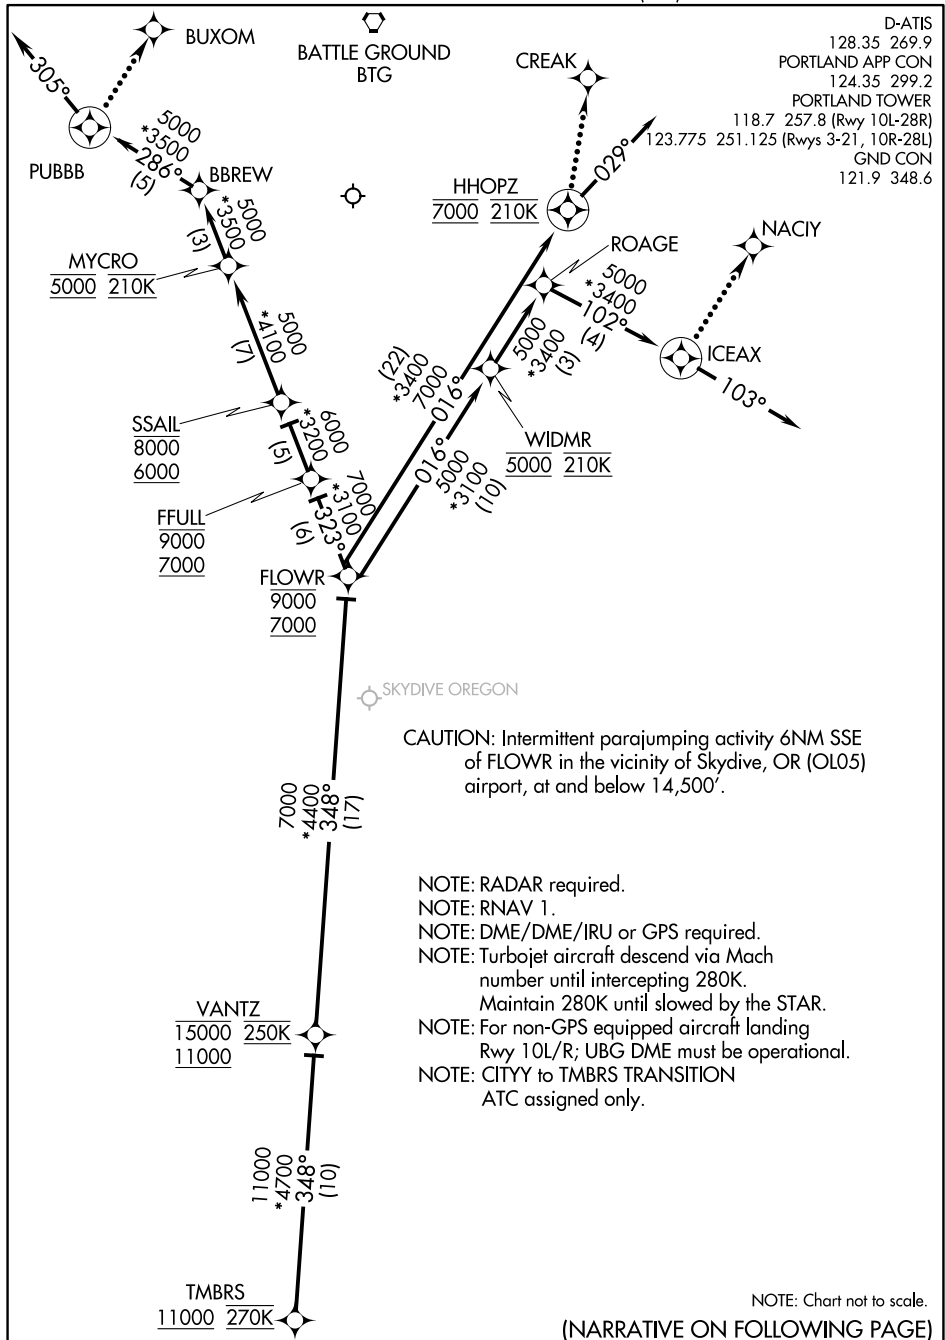 D-ATIS
128.35 269.9
PORTLAND APP CON
124.35 299.2
PORTLAND TOWER
118.7 257.8 (Rwy 10L-28R)
123.775 251.125 (Rwys 3-21, 10R-28L)
GND CON
121.9 348.6
BUXOM
BATTLE GROUND
BTG
CREAK
305°
PUBBB
5000
*3500
286°
(5)
BBREW
HHOPZ
7000 210K
029°
NACIY
5000
*3500
(3)
MYCRO
5000 210K
ROAGE
5000
*3400
102°
(4)
ICEAX
103°
5000
*4100
(7)
5000
*3400
(3)
(22)
*3400
7000
016°
SSAIL
8000
6000
6000
*3200
(5)
WIDMR
5000 210K
016°
5000
*3100
(10)
FFULL
9000
7000
7000
*3100
323°
(6)
FLOWR
9000
7000
SKYDIVE OREGON
CAUTION: Intermittent parajumping activity 6NM SSE
of FLOWR in the vicinity of Skydive, OR (OL05)
airport, at and below 14,500'.
7000
*4400
348°
(17)
NOTE: RADAR required.
NOTE: RNAV 1.
NOTE: DME/DME/IRU or GPS required.
NOTE: Turbojet aircraft descend via Mach
number until intercepting 280K.
Maintain 280K until slowed by the STAR.
NOTE: For non-GPS equipped aircraft landing
Rwy 10L/R; UBG DME must be operational.
NOTE: CITYY to TMBRS TRANSITION
ATC assigned only.
VANTZ
15000 250K
11000
11000
*4700
348°
(10)
TMBRS
11000 270K
NOTE: Chart not to scale.
(NARRATIVE ON FOLLOWING PAGE)